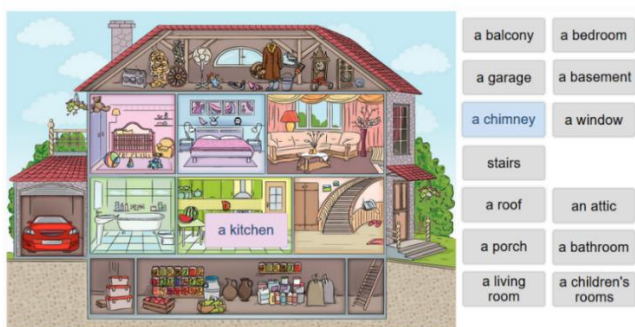 a balcony
a bedroom
a garage
a basement
a chimney
a window
stairs
a roof
an attic
a kitchen
a porch
a bathroom
a living
room
a children's
rooms